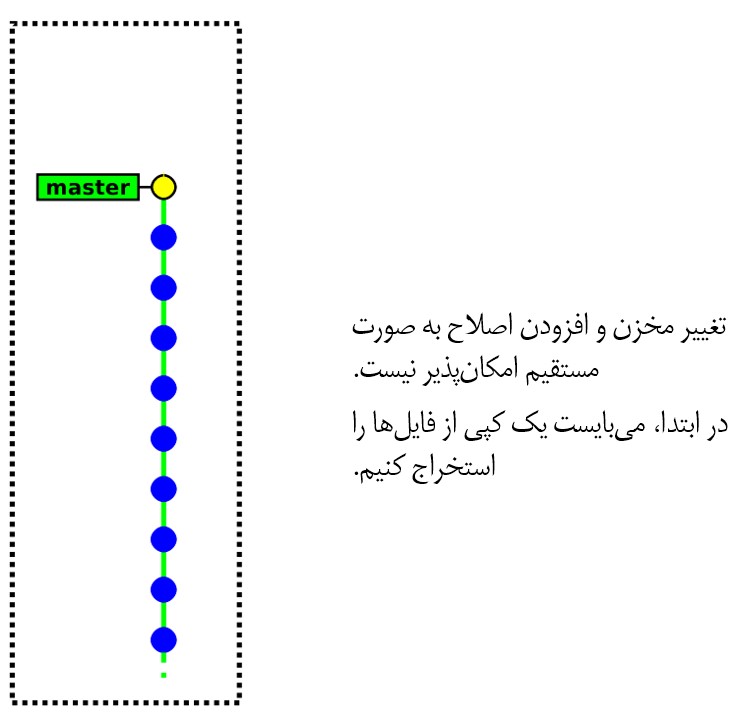 master
تغییر مخزن و افزودن اصلاح به صورت
مستقیم امکان‌پذیر نیست.
در ابتدا، می‌بایست یک کپی از فایل‌ها را
استخراج کنیم.